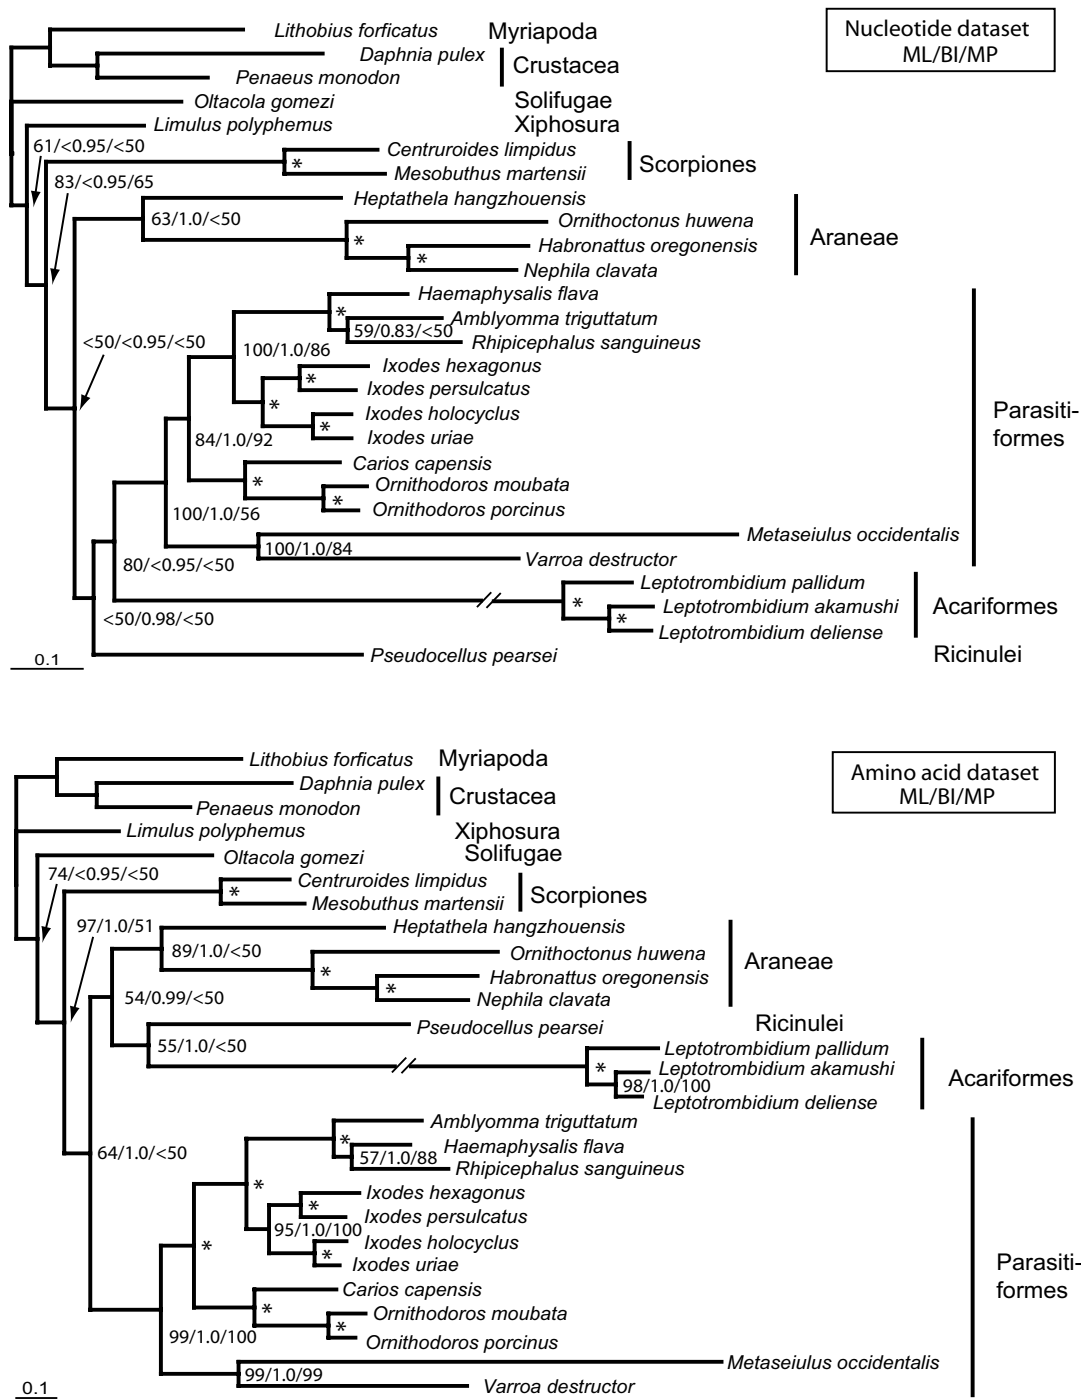 Nucleotide dataset
ML/BI/MP
Lithobius forficatus Myriapoda
Daphnia pulex
Crustacea
Penaeus monodon
Oltacola gomezi Solifugae
Limulus polyphemus Xiphosura
61/<0.95/<50
Centruroides limpidus
*
Scorpiones
Mesobuthus martensii
83/<0.95/65
Heptathela hangzhouensis
63/1.0/<50
Ornithoctonus huwena
*
Araneae
Habronattus oregonensis
*
Nephila clavata
Haemaphysalis flava
*
Amblyomma triguttatum
59/0.83/<50
Rhipicephalus sanguineus
<50/<0.95/<50
100/1.0/86
Ixodes hexagonus
*
Ixodes persulcatus
*
Ixodes holocyclus
*
Ixodes uriae
Parasiti-
formes
84/1.0/92
Carios capensis
*
Ornithodoros moubata
*
Ornithodoros porcinus
100/1.0/56
Metaseiulus occidentalis
100/1.0/84
Varroa destructor
80/<0.95/<50
Leptotrombidium pallidum
*
Leptotrombidium akamushi
Acariformes
*
Leptotrombidium deliense
<50/0.98/<50
Pseudocellus pearsei Ricinulei
0.1
Amino acid dataset
ML/BI/MP
Lithobius forficatus Myriapoda
Daphnia pulex
Crustacea
Penaeus monodon
Limulus polyphemus Xiphosura
Oltacola gomezi Solifugae
74/<0.95/<50
Centruroides limpidus
*
Scorpiones
Mesobuthus martensii
97/1.0/51
Heptathela hangzhouensis
89/1.0/<50
Ornithoctonus huwena
*
Araneae
Habronattus oregonensis
*
Nephila clavata
54/0.99/<50
Pseudocellus pearsei Ricinulei
55/1.0/<50
Leptotrombidium pallidum
*
Leptotrombidium akamushi
Acariformes
98/1.0/100
Leptotrombidium deliense
Amblyomma triguttatum
*
Haemaphysalis flava
57/1.0/88
Rhipicephalus sanguineus
64/1.0/<50
*
Ixodes hexagonus
*
Ixodes persulcatus
95/1.0/100
Ixodes holocyclus
*
*
Ixodes uriae
Parasiti-
formes
Carios capensis
*
Ornithodoros moubata
*
Ornithodoros porcinus
99/1.0/100
Metaseiulus occidentalis
99/1.0/99
Varroa destructor
0.1